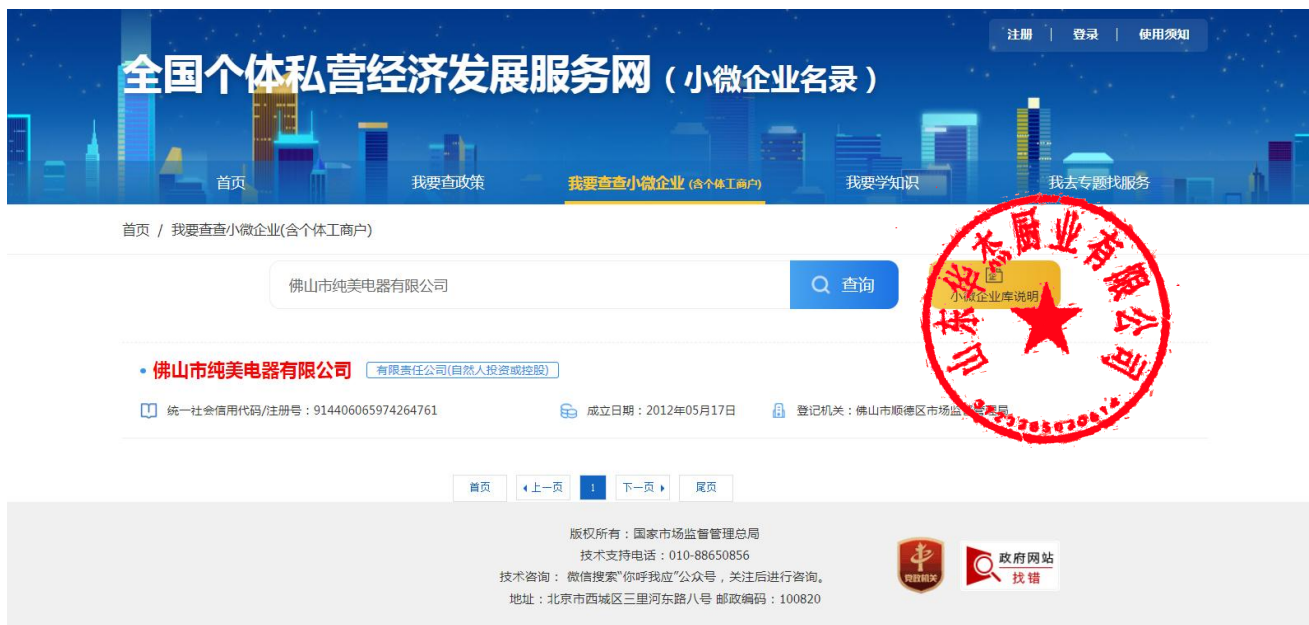 注册 | 登录 | 使用须知
全国个体私营经济发展服务网(小微企业名录)
首页 我要查政策 我要查查小微企业(含个体工商户) 我要学知识 我去专题找服务
首页 / 我要查查小微企业(含个体工商户)
佛山市纯美电器有限公司 查询
小微企业库说明
山东华杰厨业有限公司
• 佛山市纯美电器有限公司 有限责任公司(自然人投资或控股)
统一社会信用代码/注册号:914406065974264761 成立日期:2012年05月17日 登记机关:佛山市顺德区市场监督管理局
首页 上一页 1 下一页 尾页
版权所有:国家市场监督管理总局
技术支持电话:010-88650856
技术咨询: 微信搜索"你呼我应"公众号,关注后进行咨询。
地址:北京市西城区三里河东路八号 邮政编码:100820
党政机关
政府网站
找错